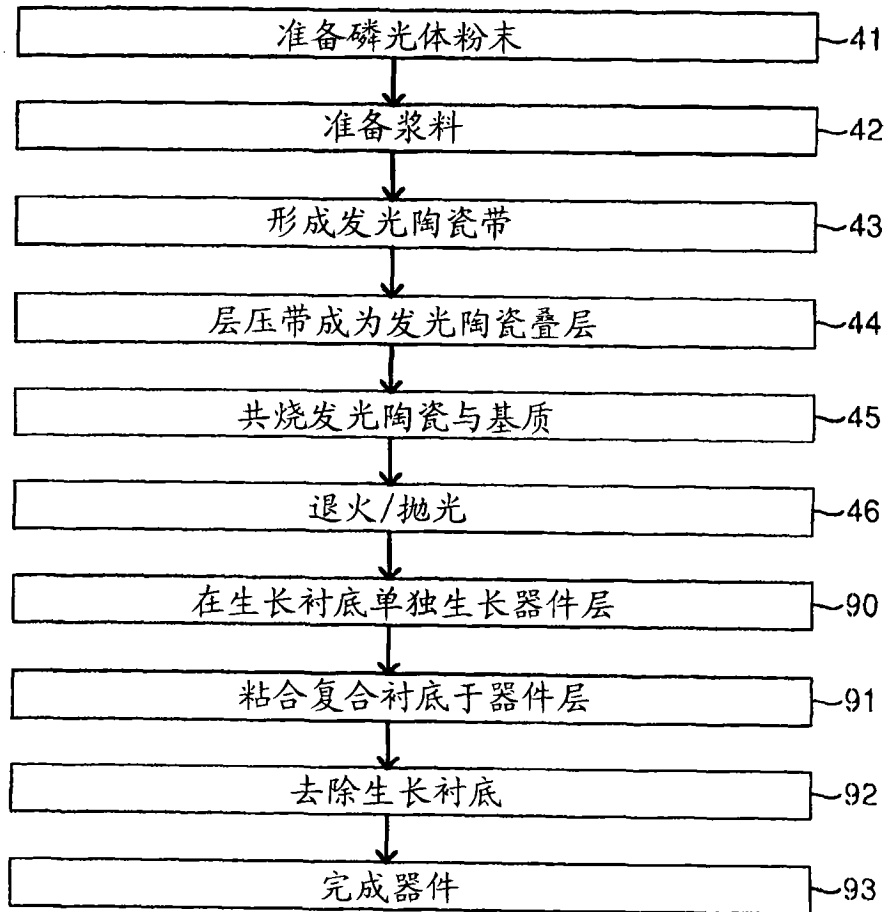 准备磷光体粉末 41
准备浆料 42
形成发光陶瓷带 43
层压带成为发光陶瓷叠层 44
共烧发光陶瓷与基质 45
退火/抛光 46
在生长衬底单独生长器件层 90
粘合复合衬底于器件层 91
去除生长衬底 92
完成器件 93